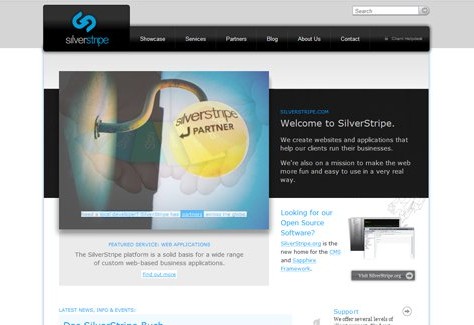 Search
silverstripe
Showcase Services Partners Blog About Us Contact
Client Helpdesk
silverstripe
PARTNER
Need a local developer? SilverStripe has partners across the globe
SILVERSTRIPE.COM
Welcome to SilverStripe.
We create websites and applications that
help our clients run their businesses.
We're also on a mission to make the web
more fun and easy to use in a very real
way.
FEATURED SERVICE: WEB APPLICATIONS
The SilverStripe platform is a solid basis for a wide range
of custom web-based business applications.
find out more
Looking for our
Open Source
Software?
SilverStripe.org is the
new home for the CMS
and Sapphire
Framework.
Visit SilverStripe.org
LATEST NEWS, INFO & EVENTS:
Das SilverStripe Buch
Support
We offer several levels of